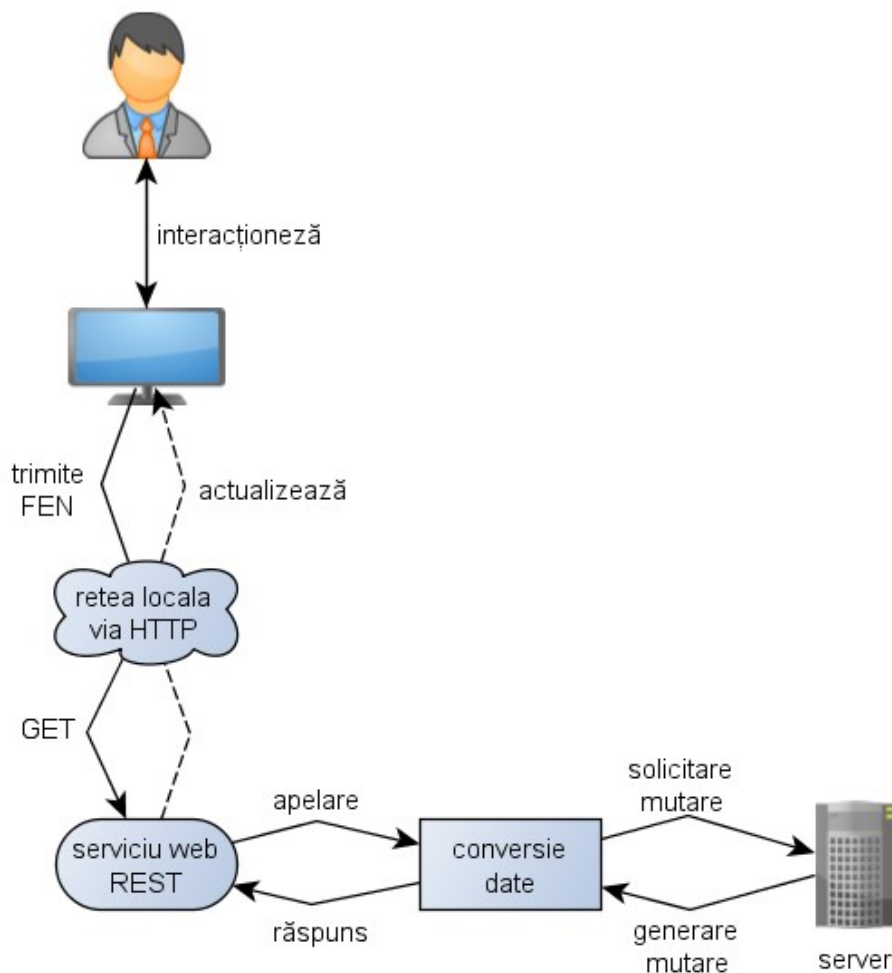 interacționeză
trimite
FEN
actualizează
retea locala
via HTTP
GET
apelare
solicitare
mutare
serviciu web
REST
conversie
date
răspuns
generare
mutare
server